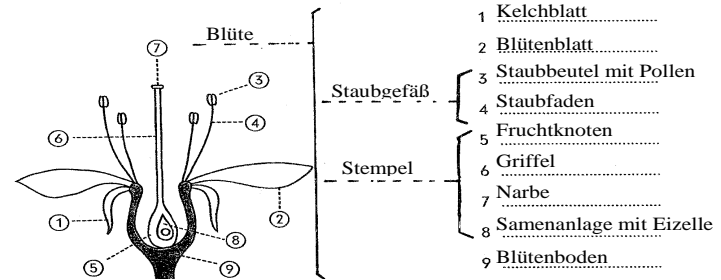 Blüte
Staubgefäß
Stempel
1 Kelchblatt
2 Blütenblatt
3 Staubbeutel mit Pollen
4 Staubfaden
5 Fruchtknoten
6 Griffel
7 Narbe
8 Samenanlage mit Eizelle
9 Blütenboden
7
3
4
6
1
2
8
5
9